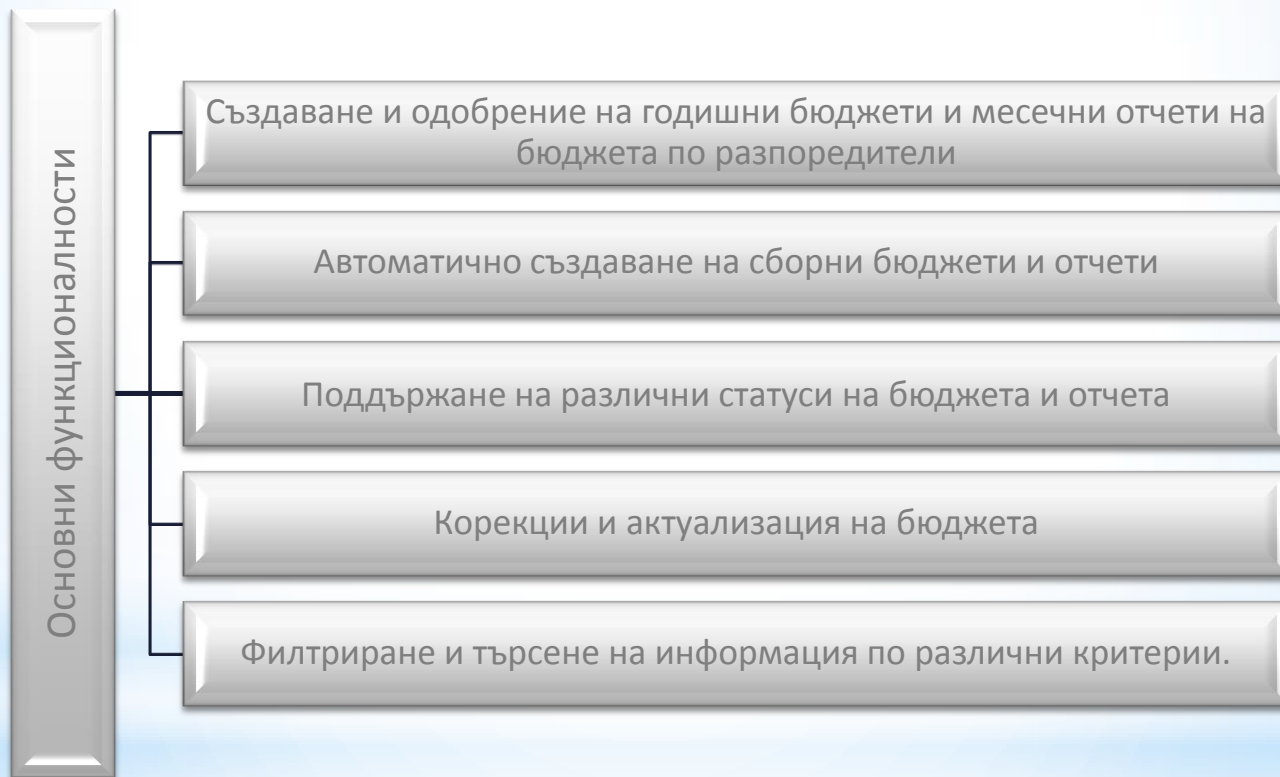 Основни функционалности
Създаване и одобрение на годишни бюджети и месечни отчети на
бюджета по разпоредители
Автоматично създаване на сборни бюджети и отчети
Поддържане на различни статуси на бюджета и отчета
Корекции и актуализация на бюджета
Филтриране и търсене на информация по различни критерии.